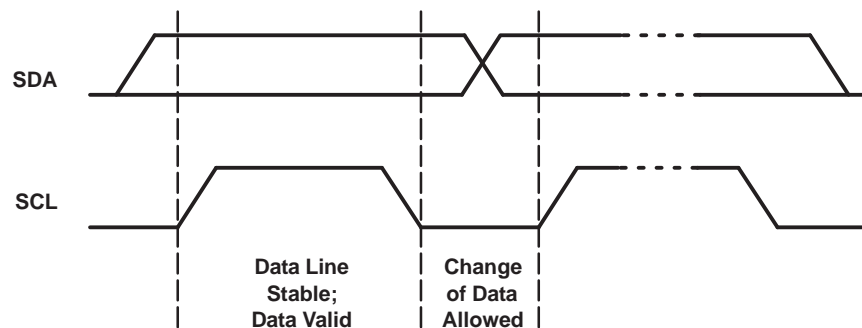 SDA
SCL
Data Line
Stable;
Data Valid
Change
of Data
Allowed